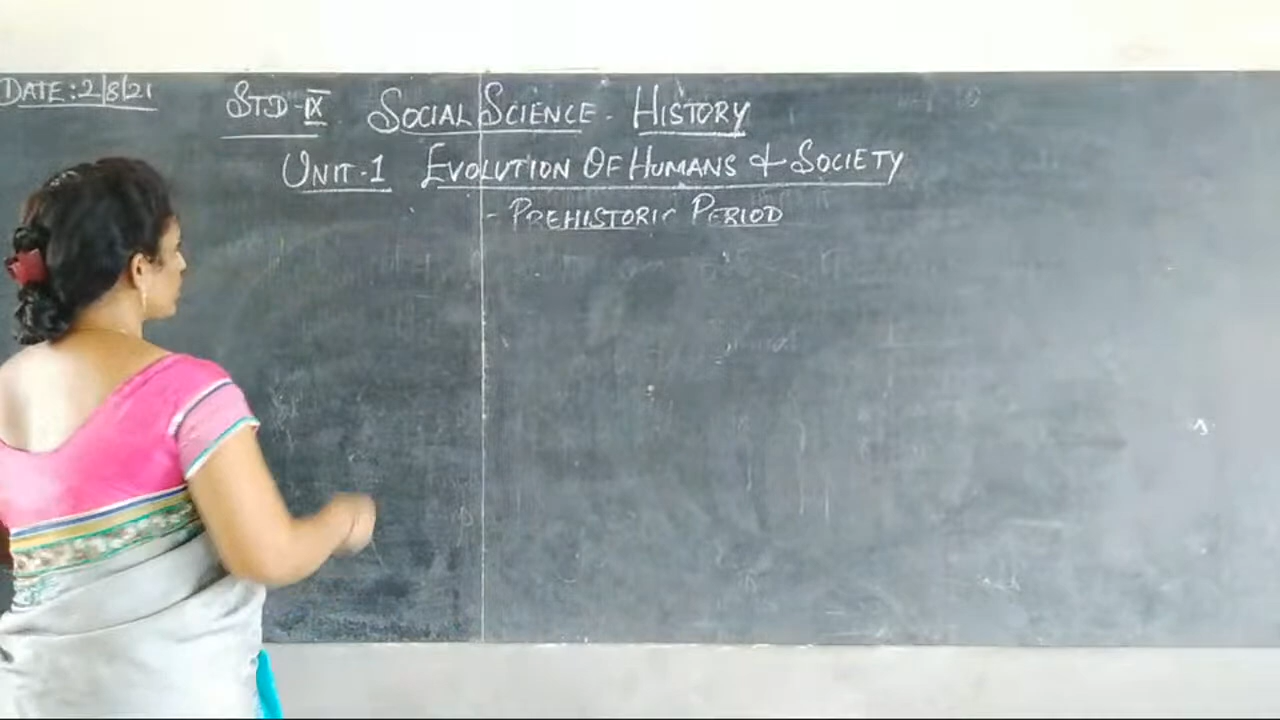 DATE: 2/8/21
STD-IX SOCIAL SCIENCE - HISTORY
UNIT-1 EVOLUTION OF HUMANS & SOCIETY
- PREHISTORIC PERIOD